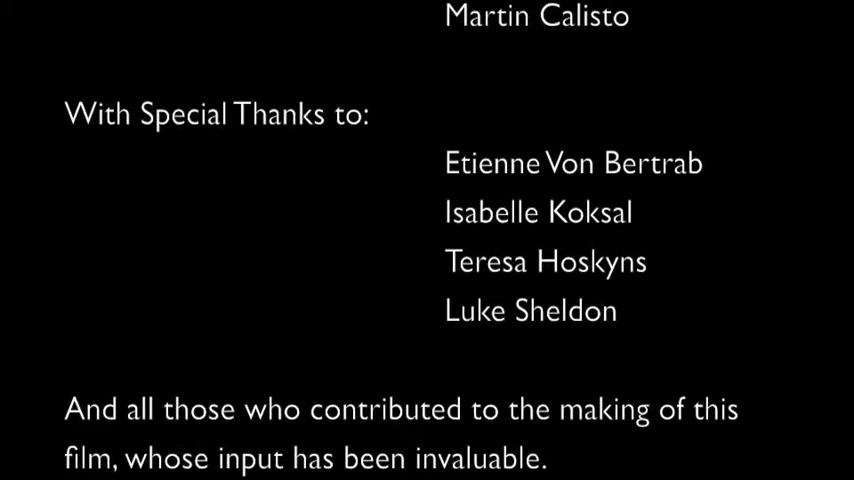 Martin Calisto
With Special Thanks to:
Etienne Von Bertrab
Isabelle Koksal
Teresa Hoskyns
Luke Sheldon
And all those who contributed to the making of this
film, whose input has been invaluable.